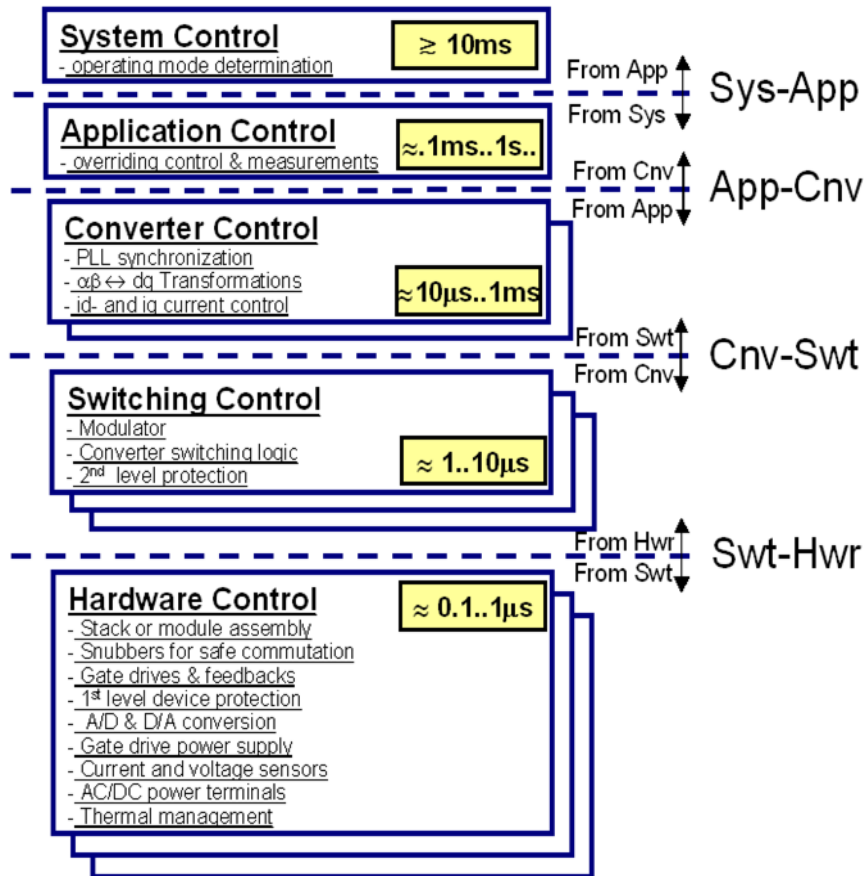 System Control
≳ 10ms
- operating mode determination
From App
Sys-App
From Sys
Application Control
≈.1ms..1s..
- overriding control & measurements
From Cnv
App-Cnv
From App
Converter Control
- PLL synchronization
- αβ ↔ dq Transformations
- id- and iq current control
≈10μs..1ms
From Swt
Cnv-Swt
From Cnv
Switching Control
- Modulator
- Converter switching logic
- 2nd level protection
≈ 1..10μs
From Hwr
Swt-Hwr
From Swt
Hardware Control
≈ 0.1..1μs
- Stack or module assembly
- Snubbers for safe commutation
- Gate drives & feedbacks
- 1st level device protection
- A/D & D/A conversion
- Gate drive power supply
- Current and voltage sensors
- AC/DC power terminals
- Thermal management